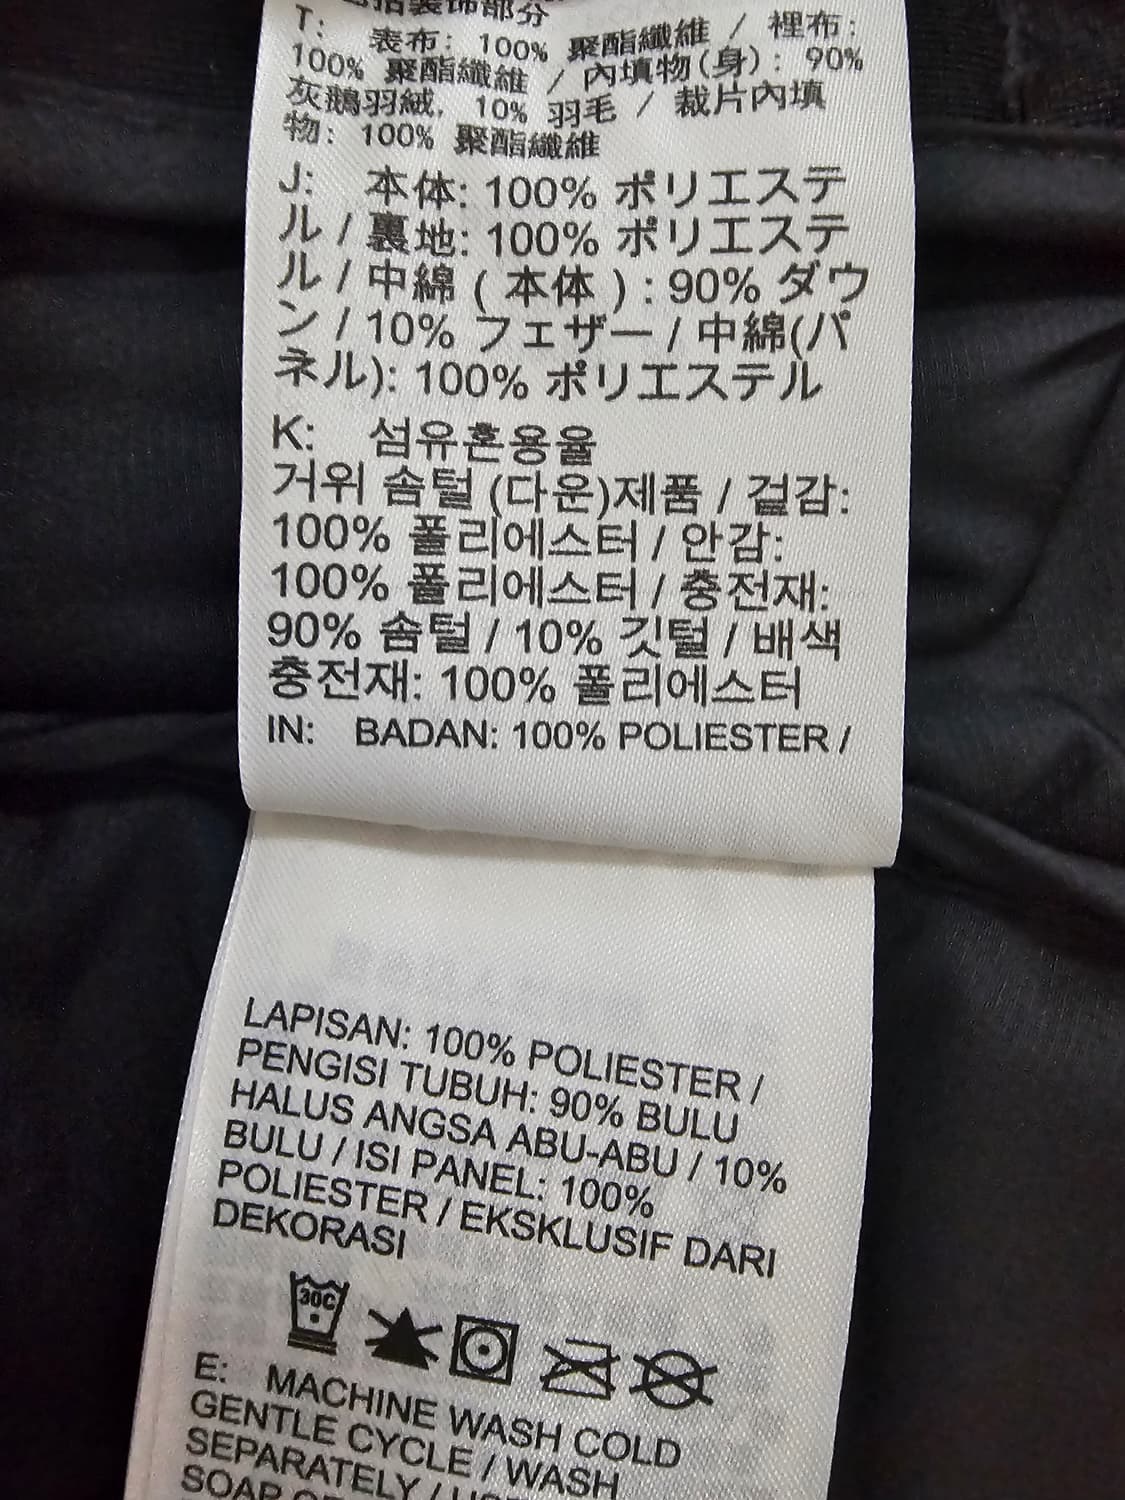 括裝饰部分
T: 表布: 100% 聚酯纖維 / 裡布:
100% 聚酯纖維 / 內填物(身): 90%
灰鵝羽絨, 10% 羽毛 / 裁片內填
物: 100% 聚酯纖維
J: 本体: 100% ポリエステ
ル / 裏地: 100% ポリエステ
ル / 中綿 ( 本体 ) : 90% ダウ
ン / 10% フェザー / 中綿(パ
ネル): 100% ポリエステル
K: 섬유혼용율
거위 솜털 (다운)제품 / 겉감:
100% 폴리에스터 / 안감:
100% 폴리에스터 / 충전재:
90% 솜털 / 10% 깃털 / 배색
충전재: 100% 폴리에스터
IN: BADAN: 100% POLIESTER /
LAPISAN: 100% POLIESTER /
PENGISI TUBUH: 90% BULU
HALUS ANGSA ABU-ABU / 10%
BULU / ISI PANEL: 100%
POLIESTER / EKSKLUSIF DARI
DEKORASI
30C
E: MACHINE WASH COLD
GENTLE CYCLE / WASH
SEPARATELY /
SOAP